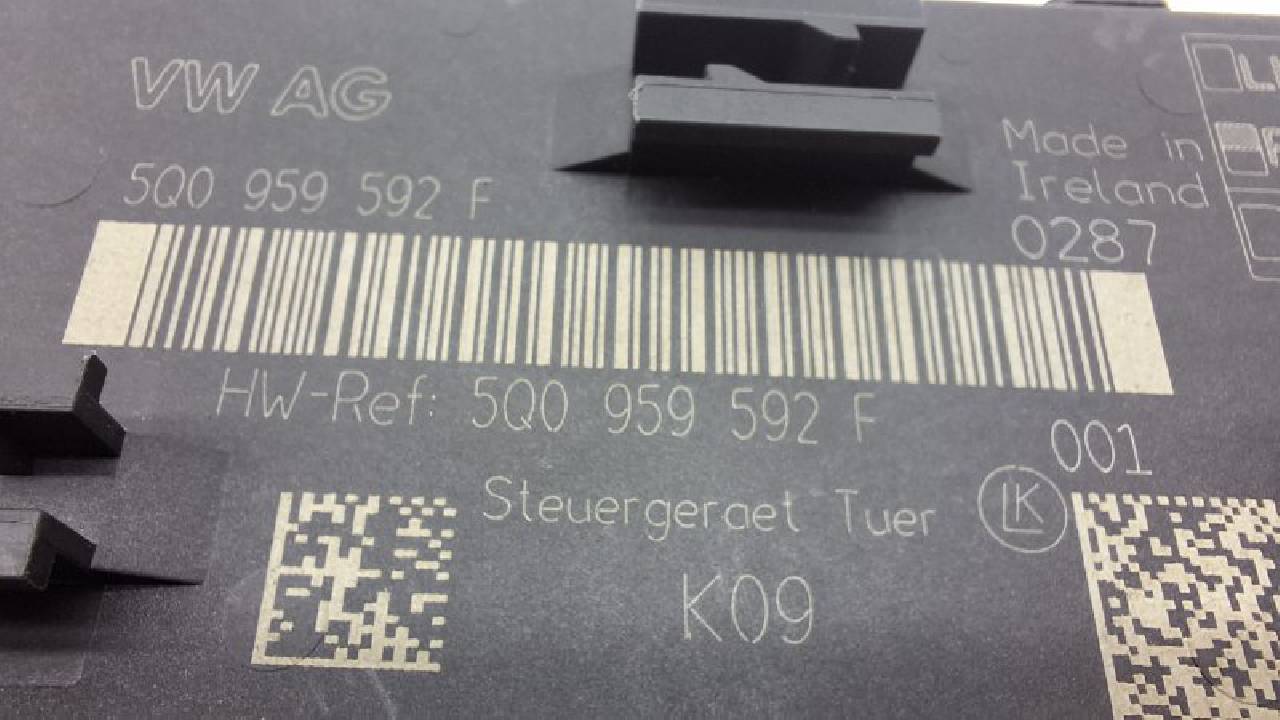 VW AG
5Q0 959 592 F
Made in
Ireland
0287
HW-Ref: 5Q0 959 592 F
001
Steuergeraet Tuer
LK
K09